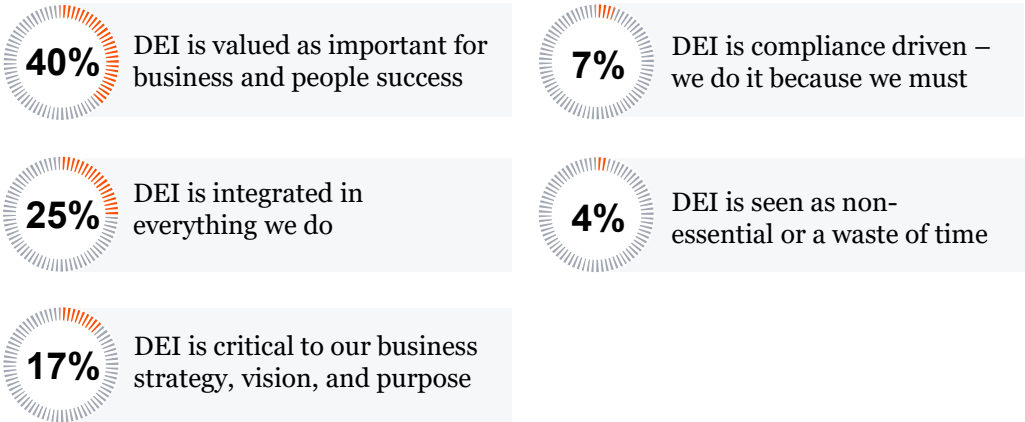 40%
DEI is valued as important for
business and people success
25%
DEI is integrated in
everything we do
17%
DEI is critical to our business
strategy, vision, and purpose
7%
DEI is compliance driven –
we do it because we must
4%
DEI is seen as non-
essential or a waste of time